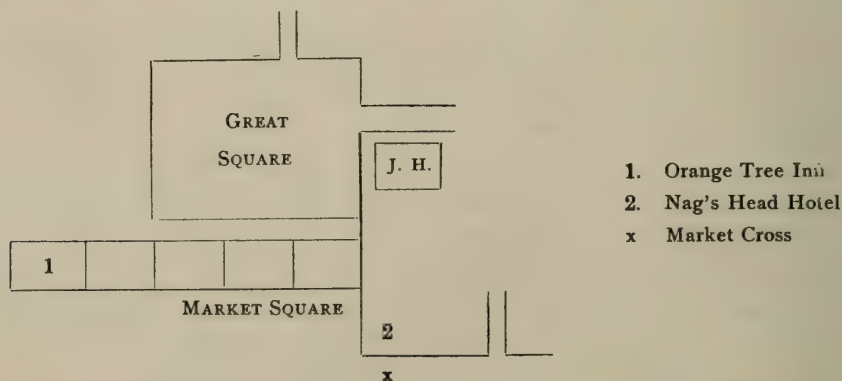 GREAT
SQUARE
J. H.
1. Orange Tree Inn
2. Nag's Head Hotel
x Market Cross
1
MARKET SQUARE
2
x